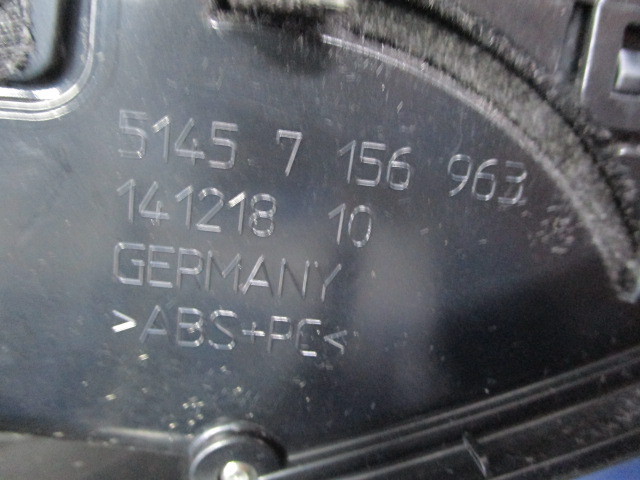 5145 7 156 963
141218 10
GERMANY
>ABS+PC<